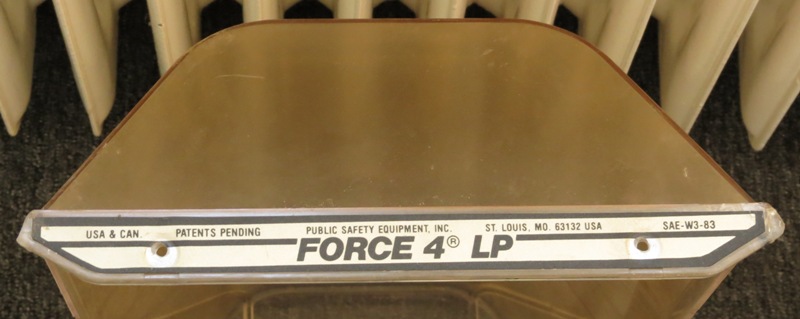 USA & CAN. PATENTS PENDING PUBLIC SAFETY EQUIPMENT, INC. ST. LOUIS, MO. 63132 USA SAE-W3-83
FORCE 4® LP